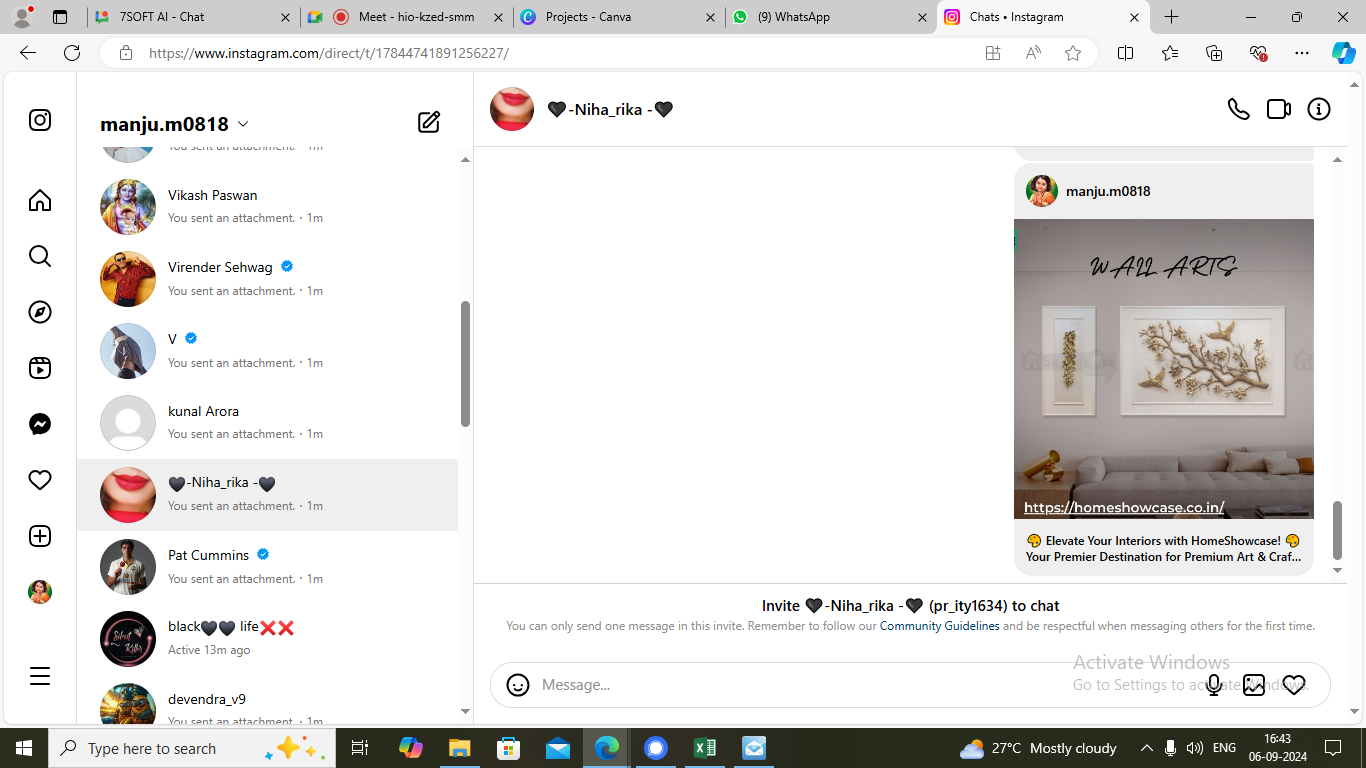 7SOFT AI - Chat
Meet - hio-kzed-smm
Projects - Canva
(9) WhatsApp
Chats • Instagram
https://www.instagram.com/direct/t/17844741891256227/
manju.m0818
You sent an attachment. · 1m
Vikash Paswan
You sent an attachment. · 1m
Virender Sehwag
You sent an attachment. · 1m
V
You sent an attachment. · 1m
kunal Arora
You sent an attachment. · 1m
🖤-Niha_rika -🖤
You sent an attachment. · 1m
Pat Cummins
You sent an attachment. · 1m
black🖤🖤 life❌❌
Active 13m ago
devendra_v9
You sent an attachment. · 1m
🖤-Niha_rika -🖤
manju.m0818
WALL ARTS
https://homeshowcase.co.in/
🎨 Elevate Your Interiors with HomeShowcase! 🎨
Your Premier Destination for Premium Art & Craf...
Invite 🖤-Niha_rika -🖤 (pr_ity1634) to chat
You can only send one message in this invite. Remember to follow our Community Guidelines and be respectful when messaging others for the first time.
Message...
Activate Windows
Go to Settings to activate Windows.
Type here to search
27°C Mostly cloudy
ENG
16:43
06-09-2024